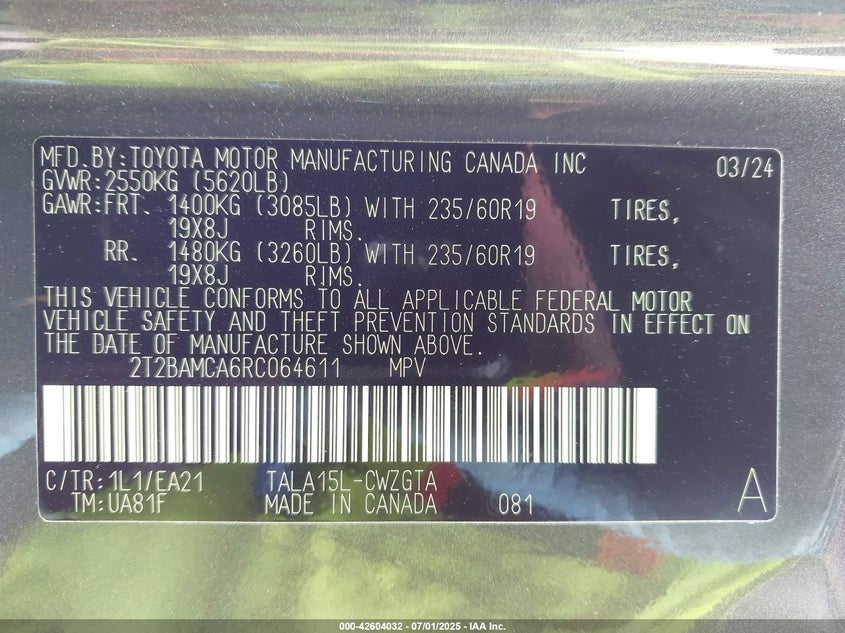 MFD.BY:TOYOTA MOTOR MANUFACTURING CANADA INC 03/24
GVWR:2550KG (5620LB)
GAWR:FRT. 1400KG (3085LB) WITH 235/60R19 TIRES,
19X8J RIMS.
RR. 1480KG (3260LB) WITH 235/60R19 TIRES,
19X8J RIMS.
THIS VEHICLE CONFORMS TO ALL APPLICABLE FEDERAL MOTOR
VEHICLE SAFETY AND THEFT PREVENTION STANDARDS IN EFFECT ON
THE DATE OF MANUFACTURE SHOWN ABOVE.
2T2BAMCA6RC064611 MPV
C/TR:1L1/EA21 TALA15L-CWZGTA A
TM:UA81F MADE IN CANADA 081
000-42604032 - 07/01/2025 - IAA Inc.